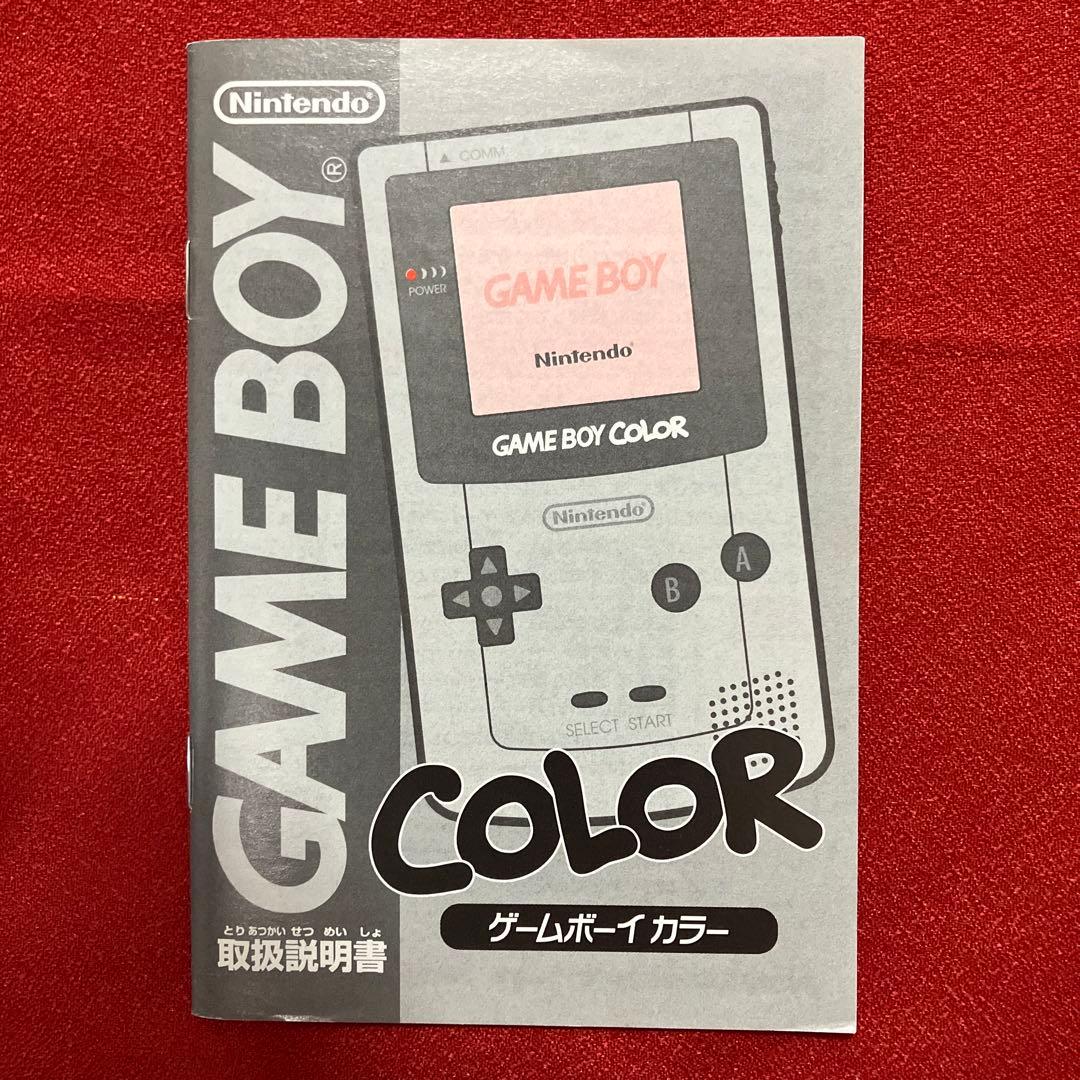 Nintendo®
GAME BOY®
▲ COMM.
POWER
GAME BOY
Nintendo®
GAME BOY COLOR
Nintendo®
A
B
SELECT START
COLOR
ゲームボーイ カラー
とりあつかいせつめいしょ
取扱説明書